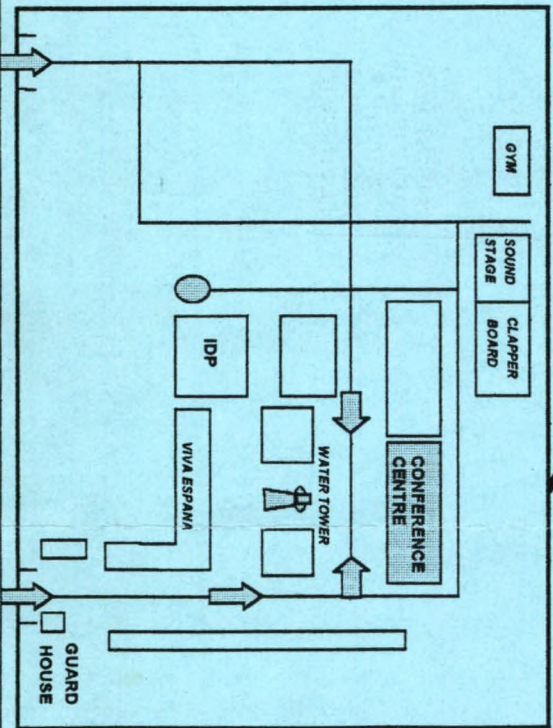 GYM
SOUND
STAGE
CLAPPER
BOARD
IDP
VIVA ESPANA
WATER TOWER
CONFERENCE
CENTRE
GUARD
HOUSE